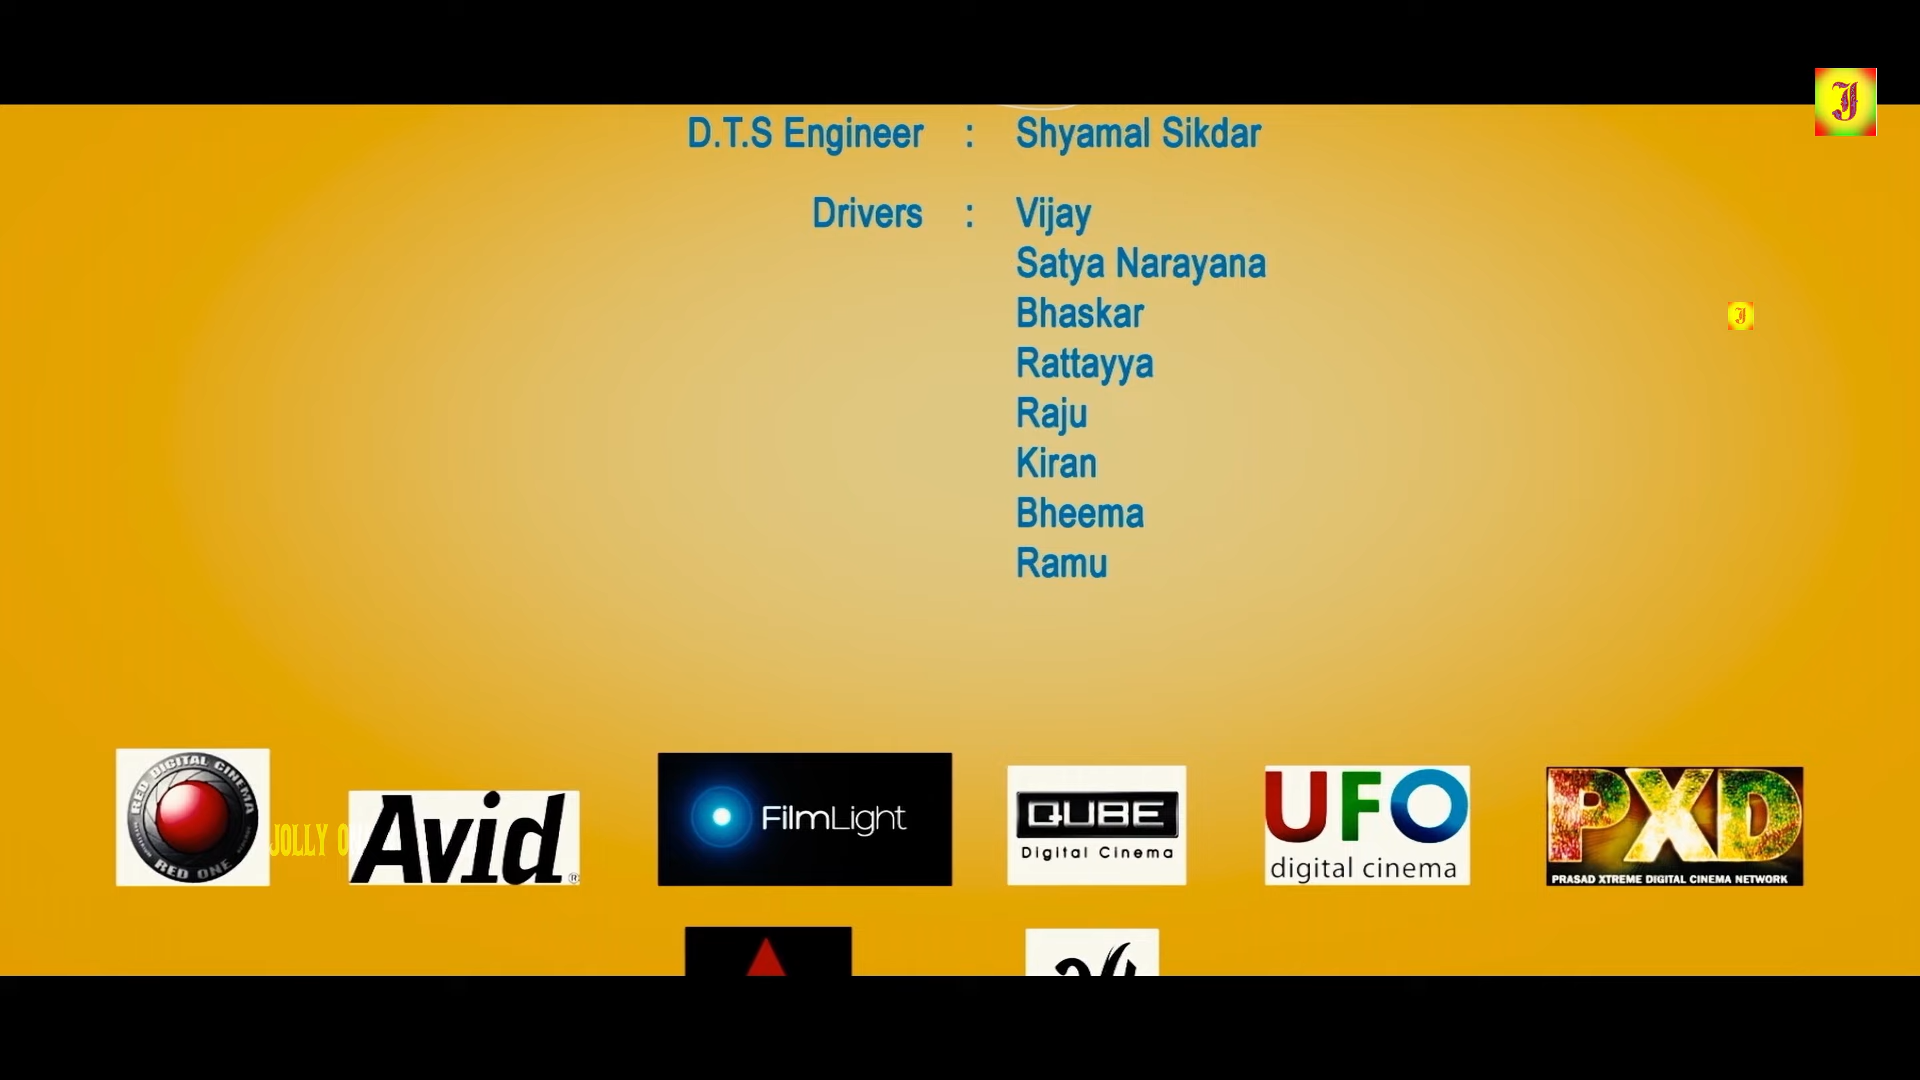 J
D.T.S Engineer : Shyamal Sikdar
Drivers : Vijay
Satya Narayana
J
Bhaskar
Rattayya
Raju
Kiran
Bheema
Ramu
RED DIGITAL CINEMA
RED ONE
JOLLY
Avid
®
FilmLight
QUBE
Digital Cinema
UFO
digital cinema
PXD
PRASAD XTREME DIGITAL CINEMA NETWORK